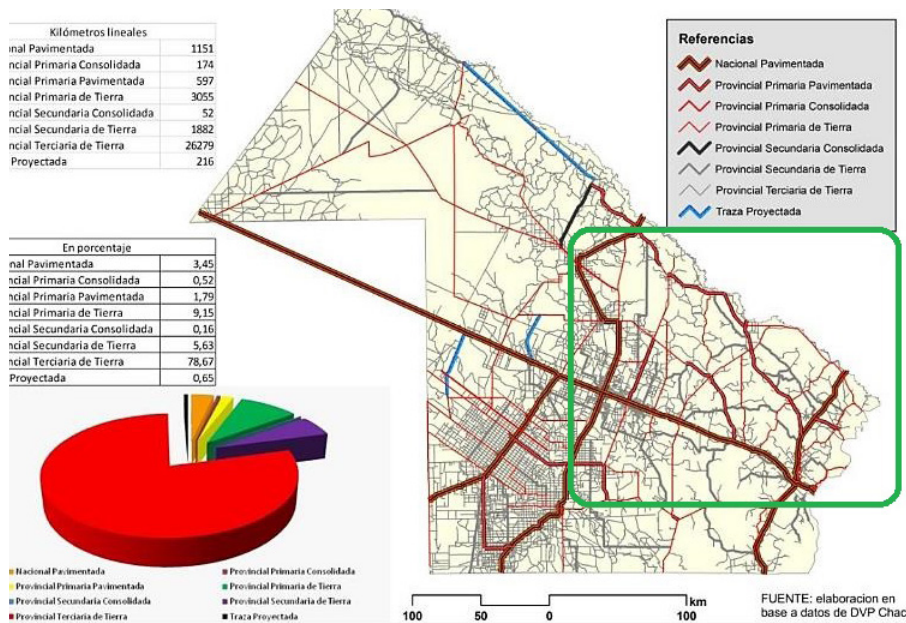 Kilómetros lineales
onal Pavimentada 1151
ncial Primaria Consolidada 174
ncial Primaria Pavimentada 597
ncial Primaria de Tierra 3055
ncial Secundaria Consolidada 52
ncial Secundaria de Tierra 1882
ncial Terciaria de Tierra 26279
Proyectada 216
En porcentaje
onal Pavimentada 3,45
ncial Primaria Consolidada 0,52
ncial Primaria Pavimentada 1,79
ncial Primaria de Tierra 9,15
ncial Secundaria Consolidada 0,16
ncial Secundaria de Tierra 5,63
ncial Terciaria de Tierra 78,67
Proyectada 0,65
Nacional Pavimentada
Provincial Primaria Consolidada
Provincial Primaria Pavimentada
Provincial Primaria de Tierra
Provincial Secundaria Consolidada
Provincial Secundaria de Tierra
Provincial Terciaria de Tierra
Traza Proyectada
Referencias
Nacional Pavimentada
Provincial Primaria Pavimentada
Provincial Primaria Consolidada
Provincial Primaria de Tierra
Provincial Secundaria Consolidada
Provincial Secundaria de Tierra
Provincial Terciaria de Tierra
Traza Proyectada
km
100 50 0 100
FUENTE: elaboracion en
base a datos de DVP Chac